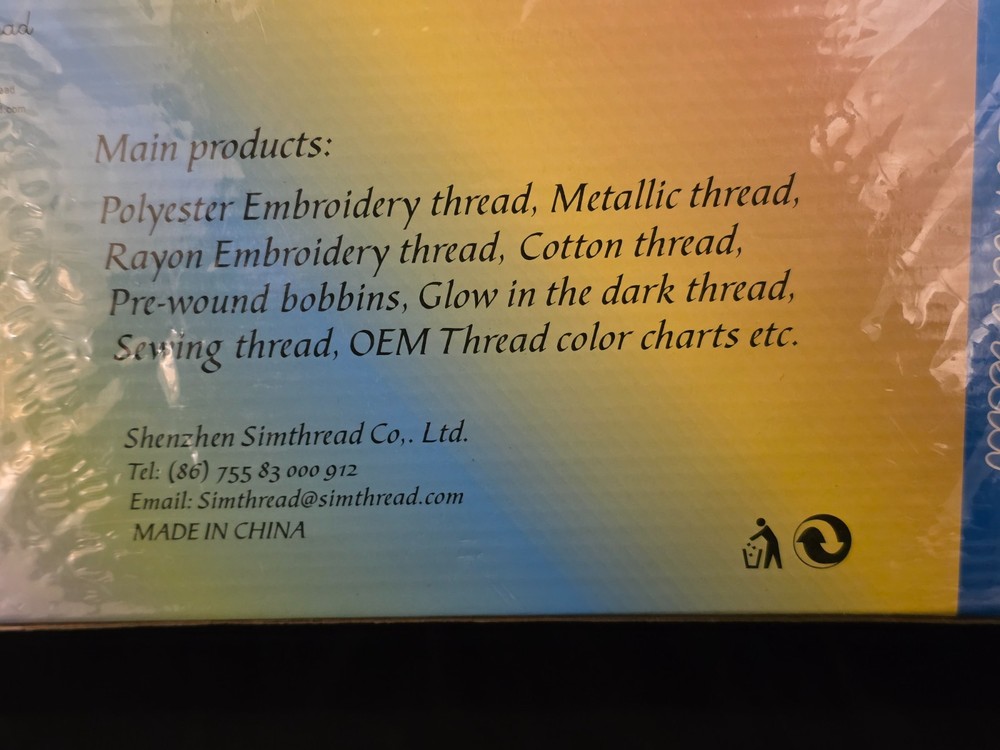 ad
Main products:
Polyester Embroidery thread, Metallic thread,
Rayon Embroidery thread, Cotton thread,
Pre-wound bobbins, Glow in the dark thread,
Sewing thread, OEM Thread color charts etc.
Shenzhen Simthread Co,. Ltd.
Tel: (86) 755 83 000 912
Email: Simthread@simthread.com
MADE IN CHINA